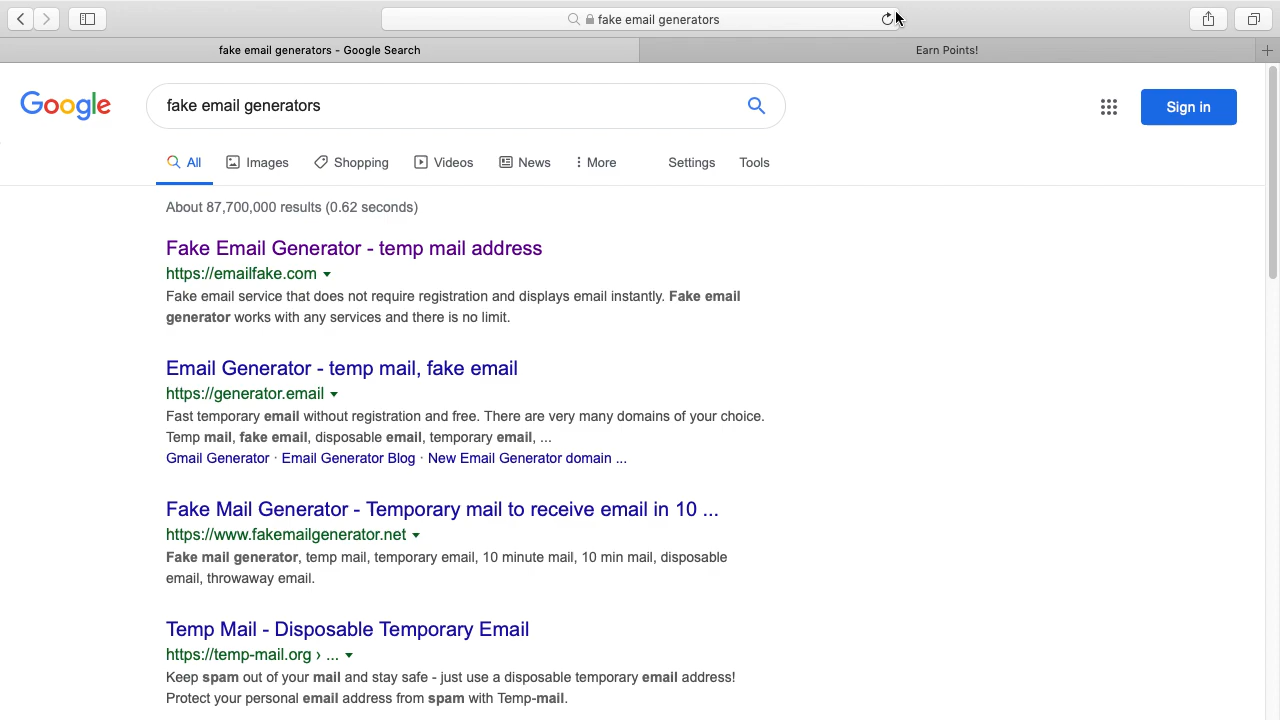 fake email generators
fake email generators - Google Search
Earn Points!
Google
fake email generators
Sign in
All Images Shopping Videos News More Settings Tools
About 87,700,000 results (0.62 seconds)
Fake Email Generator - temp mail address
https://emailfake.com
Fake email service that does not require registration and displays email instantly. Fake email
generator works with any services and there is no limit.
Email Generator - temp mail, fake email
https://generator.email
Fast temporary email without registration and free. There are very many domains of your choice.
Temp mail, fake email, disposable email, temporary email, ...
Gmail Generator · Email Generator Blog · New Email Generator domain ...
Fake Mail Generator - Temporary mail to receive email in 10 ...
https://www.fakemailgenerator.net
Fake mail generator, temp mail, temporary email, 10 minute mail, 10 min mail, disposable
email, throwaway email.
Temp Mail - Disposable Temporary Email
https://temp-mail.org › ...
Keep spam out of your mail and stay safe - just use a disposable temporary email address!
Protect your personal email address from spam with Temp-mail.